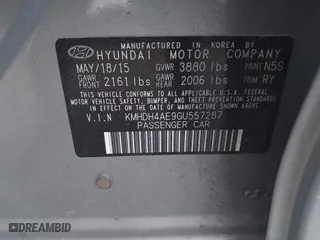 MANUFACTURED IN KOREA BY
HYUNDAI MOTOR COMPANY
MAY/18/15 GVWR 3880 lbs PAINT N5S
GAWR FRONT 2161 lbs GAWR REAR 2006 lbs TRIM RY
THIS VEHICLE CONFORMS TO ALL APPLICABLE
FEDERAL MOTOR VEHICLE SAFETY, BUMPER, AND
THEFT PREVENTION STANDARDS IN EFFECT ON
THE DATE OF MANUFACTURE SHOWN ABOVE.
V.I.N KMHDH4AE9GU557287
PASSENGER CAR